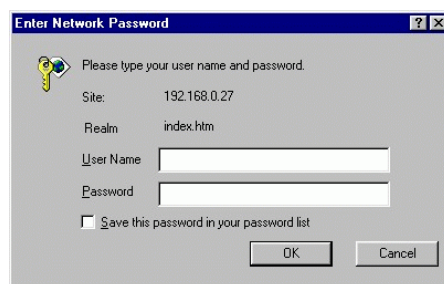 Enter Network Password
Please type your user name and password.
Site: 192.168.0.27
Realm index.htm
User Name
Password
Save this password in your password list
OK Cancel